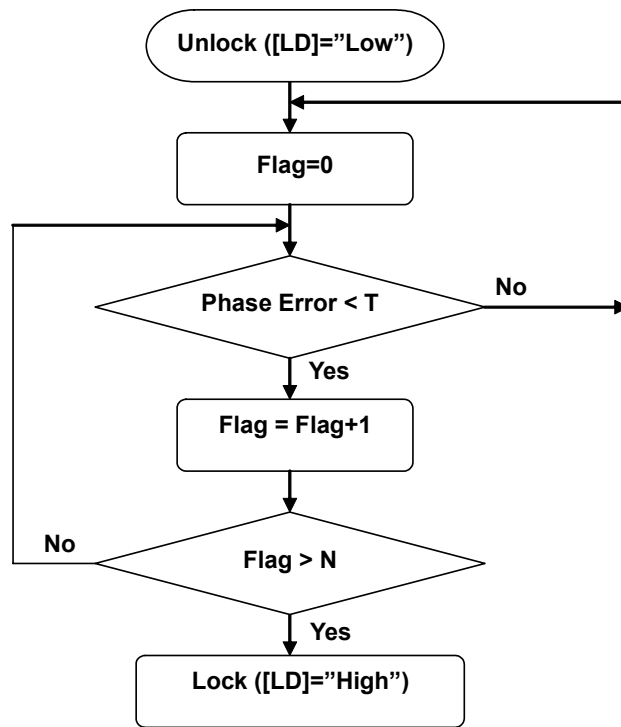 Unlock ([LD]=”Low”)
Flag=0
Phase Error < T
No
Yes
Flag = Flag+1
No
Flag > N
Yes
Lock ([LD]=”High”)